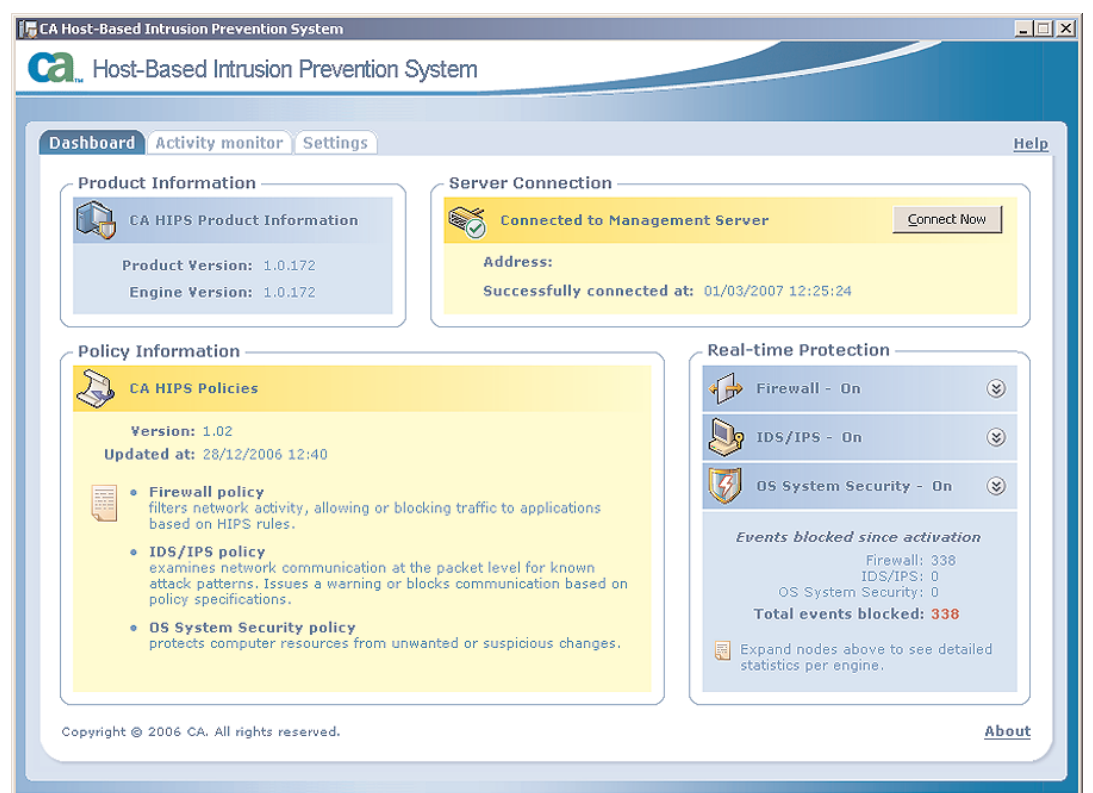 CA Host-Based Intrusion Prevention System
ca™ Host-Based Intrusion Prevention System
Dashboard Activity monitor Settings Help
Product Information
CA HIPS Product Information
Product Version: 1.0.172
Engine Version: 1.0.172
Server Connection
Connected to Management Server Connect Now
Address:
Successfully connected at: 01/03/2007 12:25:24
Policy Information
CA HIPS Policies
Version: 1.02
Updated at: 28/12/2006 12:40
• Firewall policy
filters network activity, allowing or blocking traffic to applications
based on HIPS rules.
• IDS/IPS policy
examines network communication at the packet level for known
attack patterns. Issues a warning or blocks communication based on
policy specifications.
• OS System Security policy
protects computer resources from unwanted or suspicious changes.
Real-time Protection
Firewall - On
IDS/IPS - On
OS System Security - On
Events blocked since activation
Firewall: 338
IDS/IPS: 0
OS System Security: 0
Total events blocked: 338
Expand nodes above to see detailed
statistics per engine.
Copyright © 2006 CA. All rights reserved. About